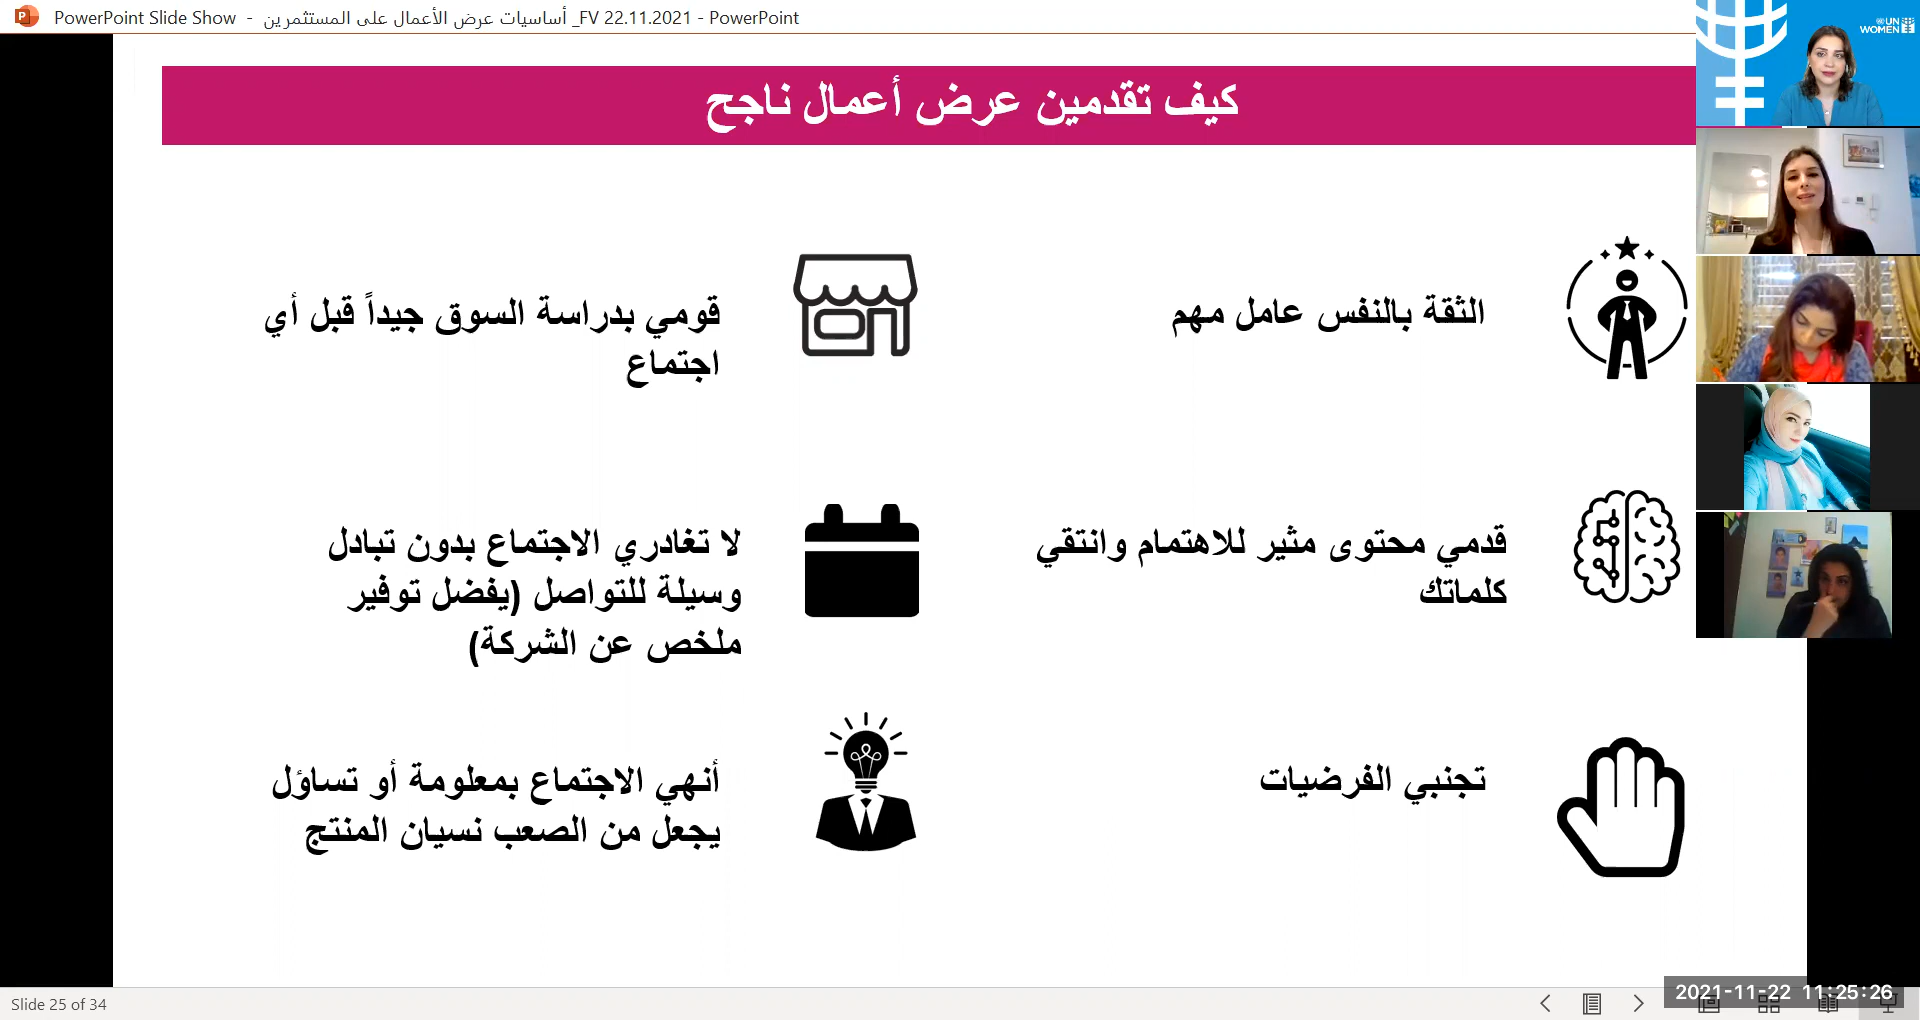 PowerPoint Slide Show - أساسيات عرض الأعمال على المستثمرين _FV 22.11.2021 - PowerPoint
UN
WOMEN
كيف تقدمين عرض أعمال ناجح
الثقة بالنفس عامل مهم
قومي بدراسة السوق جيداً قبل أي
اجتماع
قدمي محتوى مثير للاهتمام وانتقي
كلماتك
لا تغادري الاجتماع بدون تبادل
وسيلة للتواصل (يفضل توفير
ملخص عن الشركة)
تجنبي الفرضيات
أنهي الاجتماع بمعلومة أو تساؤل
يجعل من الصعب نسيان المنتج
Slide 25 of 34
2021-11-22 11:25:26